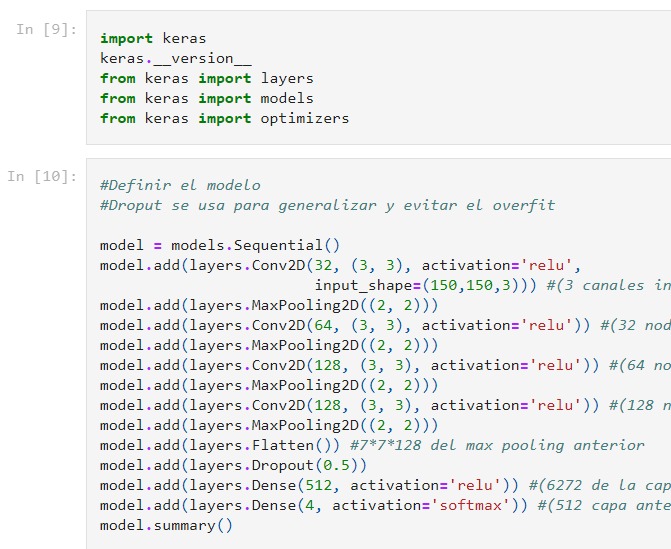 In [9]:
import keras
keras.__version__
from keras import layers
from keras import models
from keras import optimizers
In [10]:
#Definir el modelo
#Droput se usa para generalizar y evitar el overfit
model = models.Sequential()
model.add(layers.Conv2D(32, (3, 3), activation='relu',
input_shape=(150,150,3))) #(3 canales in
model.add(layers.MaxPooling2D((2, 2)))
model.add(layers.Conv2D(64, (3, 3), activation='relu')) #(32 nod
model.add(layers.MaxPooling2D((2, 2)))
model.add(layers.Conv2D(128, (3, 3), activation='relu')) #(64 no
model.add(layers.MaxPooling2D((2, 2)))
model.add(layers.Conv2D(128, (3, 3), activation='relu')) #(128 n
model.add(layers.MaxPooling2D((2, 2)))
model.add(layers.Flatten()) #7*7*128 del max pooling anterior
model.add(layers.Dropout(0.5))
model.add(layers.Dense(512, activation='relu')) #(6272 de la cap
model.add(layers.Dense(4, activation='softmax')) #(512 capa ante
model.summary()